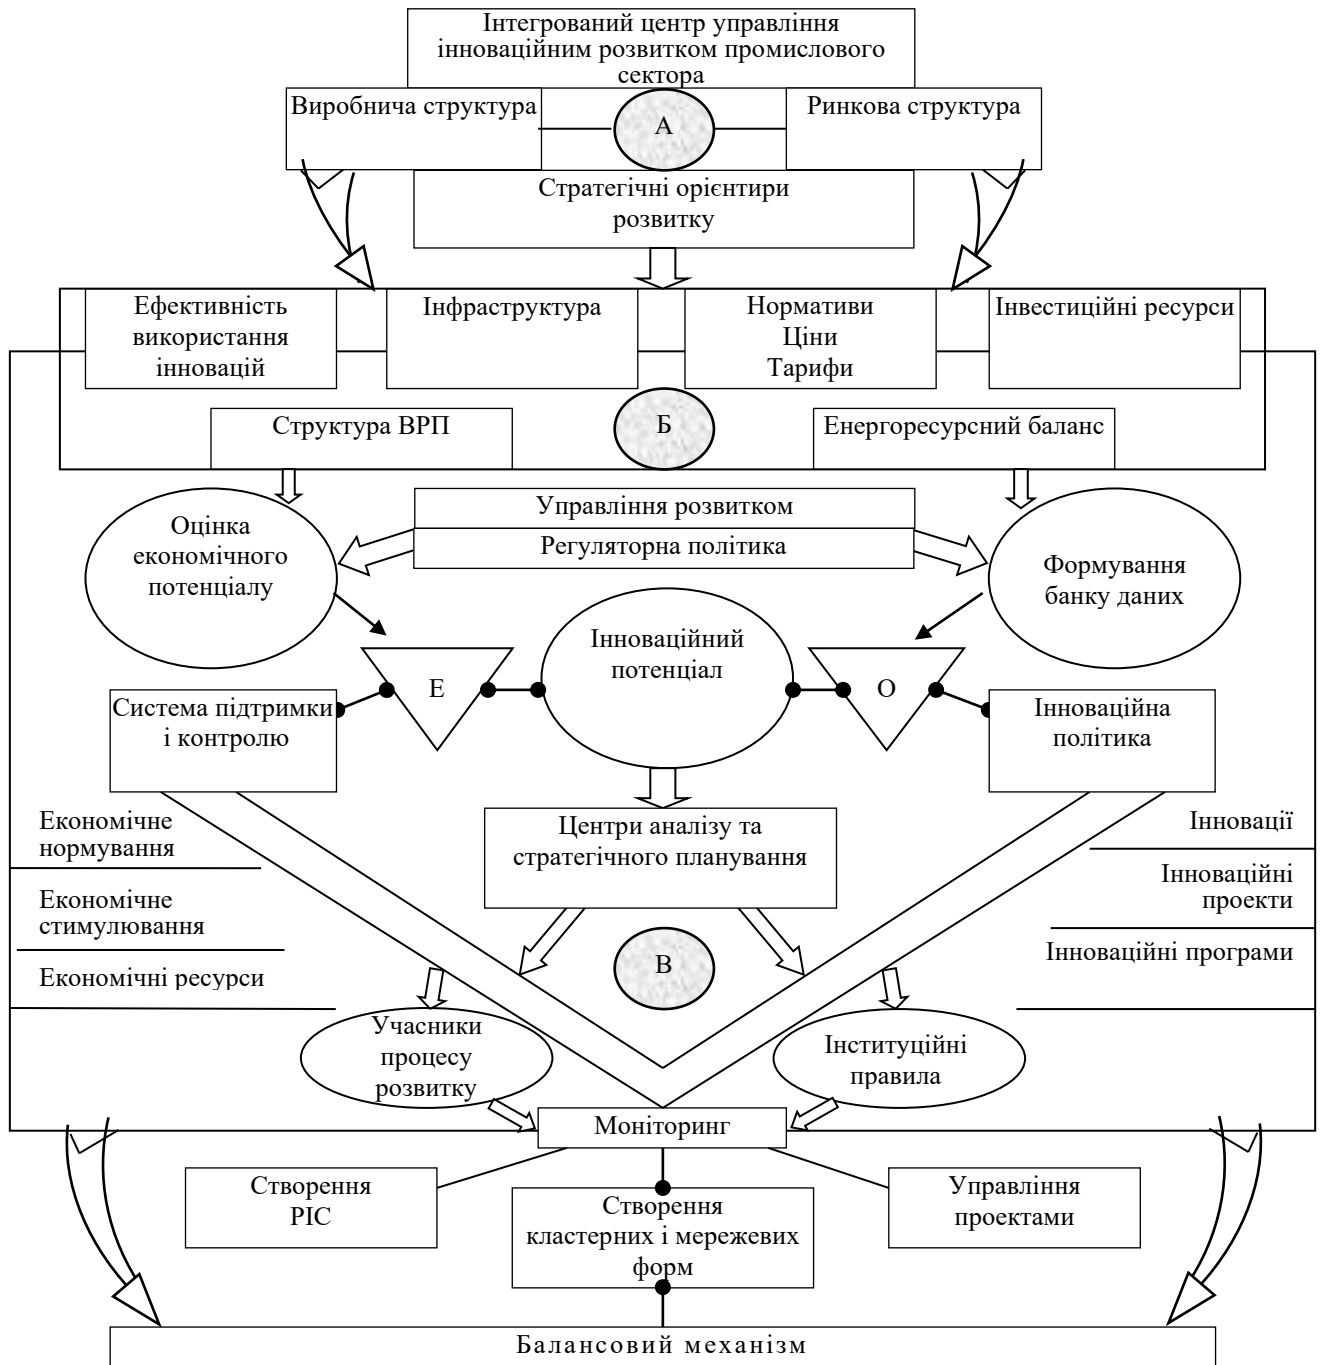 Інтегрований центр управління
інноваційним розвитком промислового
сектора
Виробнича структура
А
Ринкова структура
Стратегічні орієнтири
розвитку
Ефективність
використання
інновацій
Інфраструктура
Нормативи
Ціни
Тарифи
Інвестиційні ресурси
Структура ВРП
Б
Енергоресурсний баланс
Управління розвитком
Регуляторна політика
Оцінка
економічного
потенціалу
Формування
банку даних
Інноваційний
потенціал
Е
О
Система підтримки
і контролю
Інноваційна
політика
Центри аналізу та
стратегічного планування
Економічне
нормування
Економічне
стимулювання
Економічні ресурси
Інновації
Інноваційні
проекти
Інноваційні програми
В
Учасники
процесу
розвитку
Інституційні
правила
Моніторинг
Створення
РІС
Створення
кластерних і мережевих
форм
Управління
проектами
Балансовий механізм